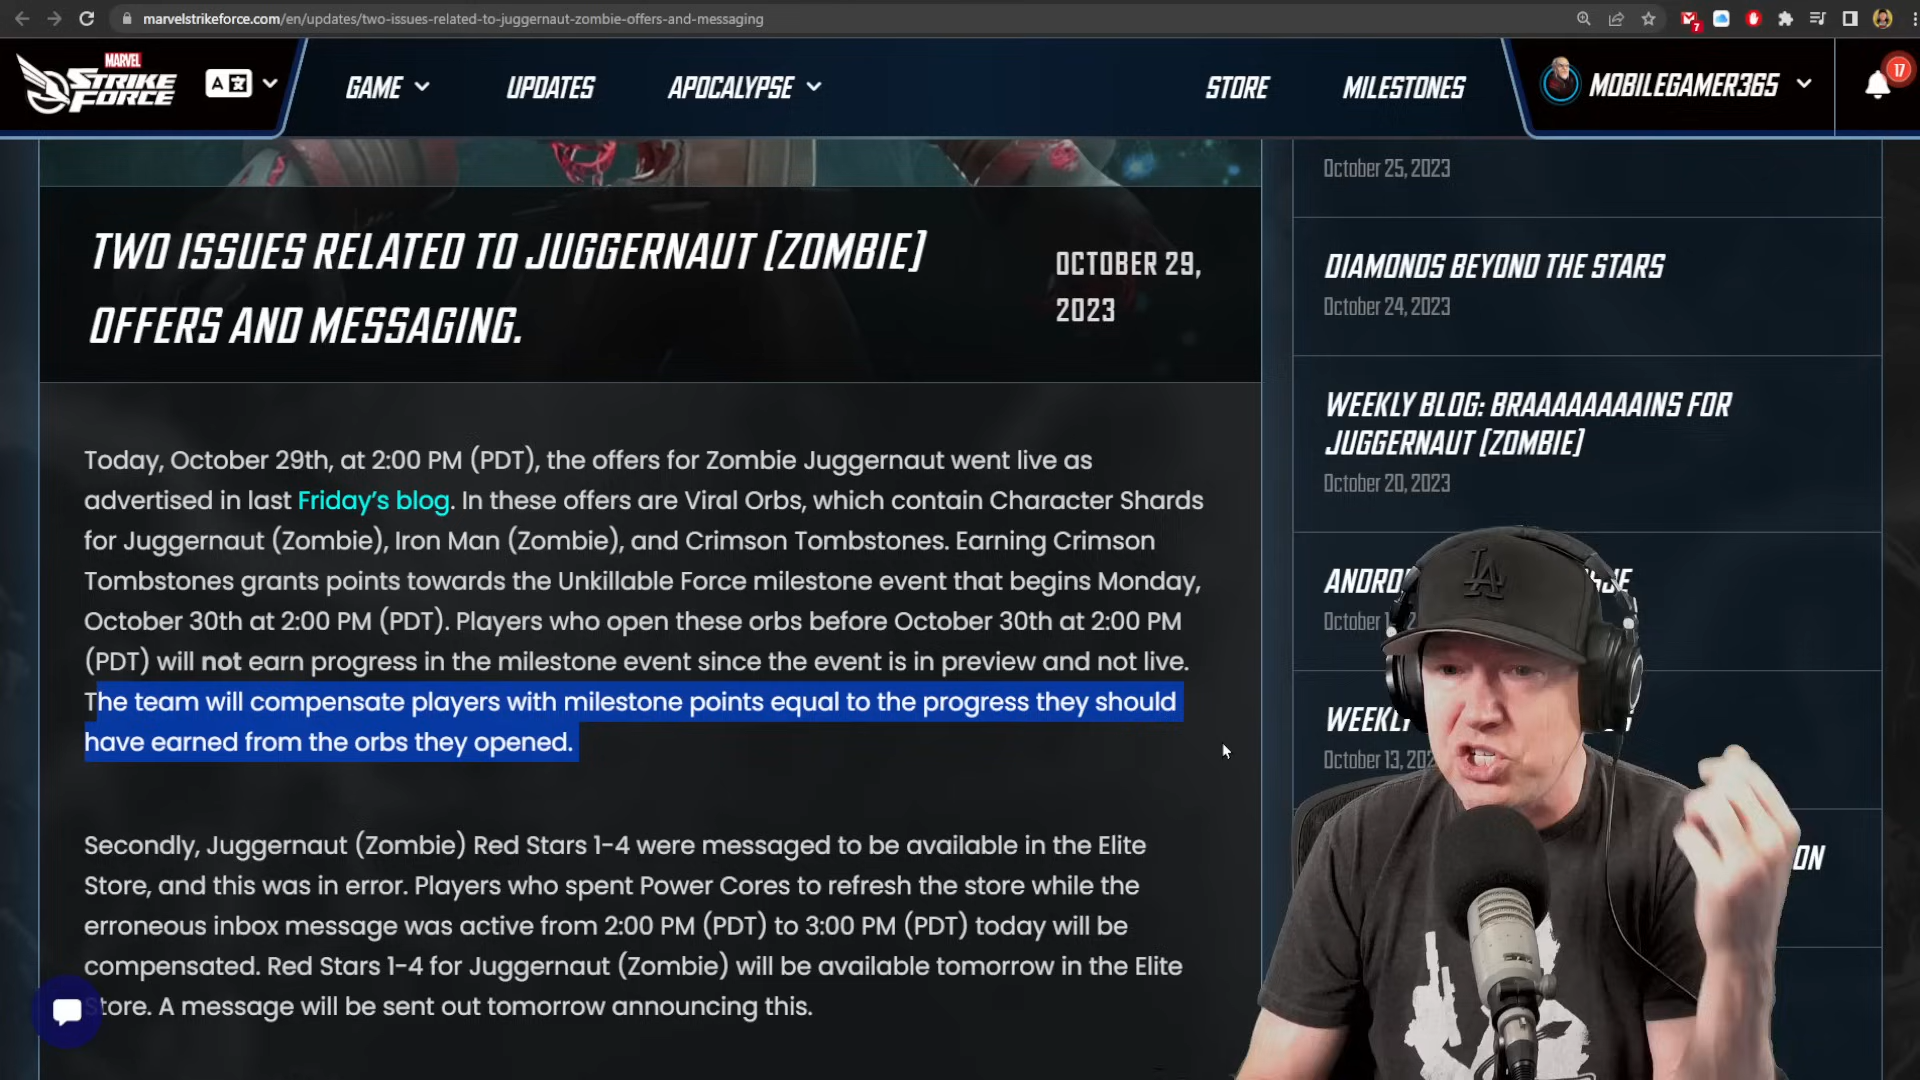 marvelstrikeforce.com/en/updates/two-issues-related-to-juggernaut-zombie-offers-and-messaging
7
MARVEL
STRIKE
FORCE
GAME
UPDATES
APOCALYPSE
STORE
MILESTONES
MOBILEGAMER365
17
TWO ISSUES RELATED TO JUGGERNAUT [ZOMBIE]
OFFERS AND MESSAGING.
OCTOBER 29,
2023
Today, October 29th, at 2:00 PM (PDT), the offers for Zombie Juggernaut went live as
advertised in last Friday's blog. In these offers are Viral Orbs, which contain Character Shards
for Juggernaut (Zombie), Iron Man (Zombie), and Crimson Tombstones. Earning Crimson
Tombstones grants points towards the Unkillable Force milestone event that begins Monday,
October 30th at 2:00 PM (PDT). Players who open these orbs before October 30th at 2:00 PM
(PDT) will not earn progress in the milestone event since the event is in preview and not live.
The team will compensate players with milestone points equal to the progress they should
have earned from the orbs they opened.
Secondly, Juggernaut (Zombie) Red Stars 1-4 were messaged to be available in the Elite
Store, and this was in error. Players who spent Power Cores to refresh the store while the
erroneous inbox message was active from 2:00 PM (PDT) to 3:00 PM (PDT) today will be
compensated. Red Stars 1-4 for Juggernaut (Zombie) will be available tomorrow in the Elite
Store. A message will be sent out tomorrow announcing this.
October 25, 2023
DIAMONDS BEYOND THE STARS
October 24, 2023
WEEKLY BLOG: BRAAAAAAAAINS FOR
JUGGERNAUT [ZOMBIE]
October 20, 2023
October
WEEKLY
October 13,
LA